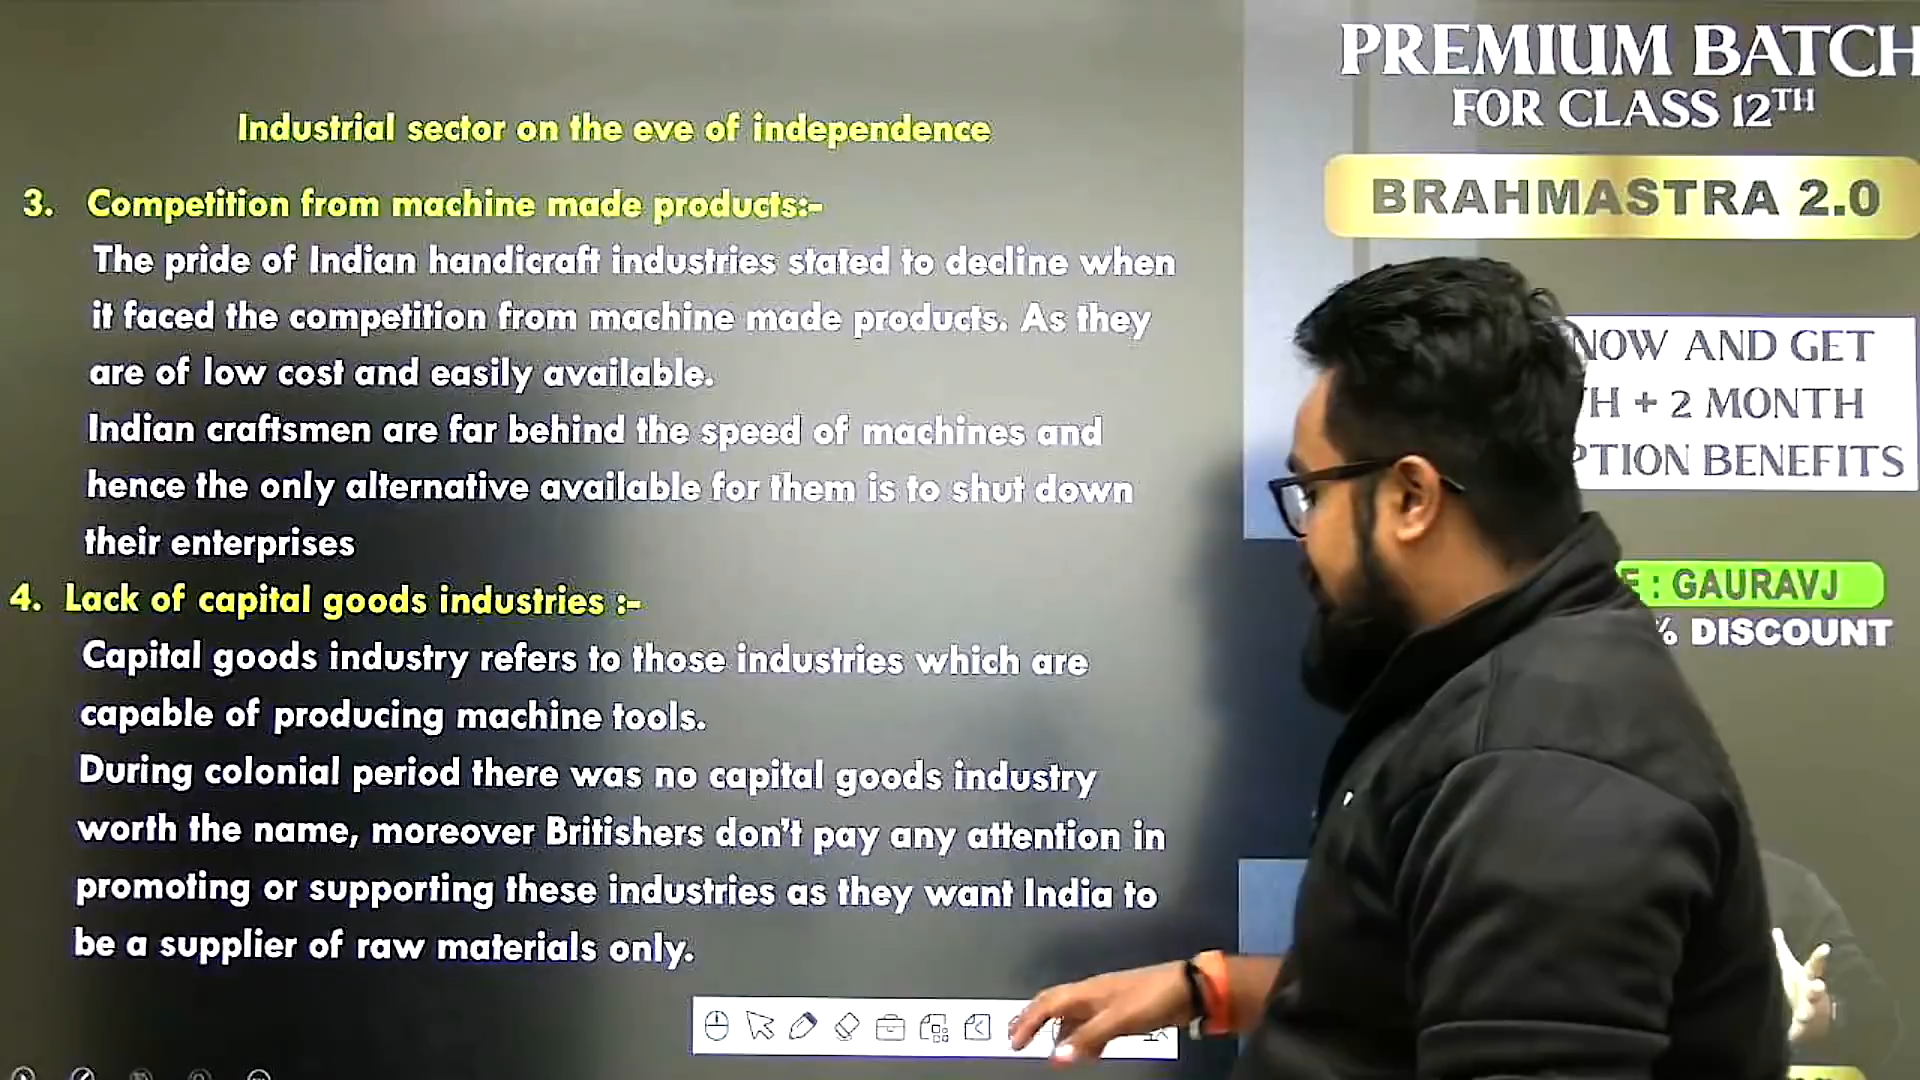 Industrial sector on the eve of independence
3. Competition from machine made products:-
The pride of Indian handicraft industries stated to decline when
it faced the competition from machine made products. As they
are of low cost and easily available.
Indian craftsmen are far behind the speed of machines and
hence the only alternative available for them is to shut down
their enterprises
4. Lack of capital goods industries :-
Capital goods industry refers to those industries which are
capable of producing machine tools.
During colonial period there was no capital goods industry
worth the name, moreover Britishers don't pay any attention in
promoting or supporting these industries as they want India to
be a supplier of raw materials only.
PREMIUM BATCH
FOR CLASS 12TH
BRAHMASTRA 2.0
NOW AND GET
+ 2 MONTH
BENEFITS
: GAURAVJ
% DISCOUNT